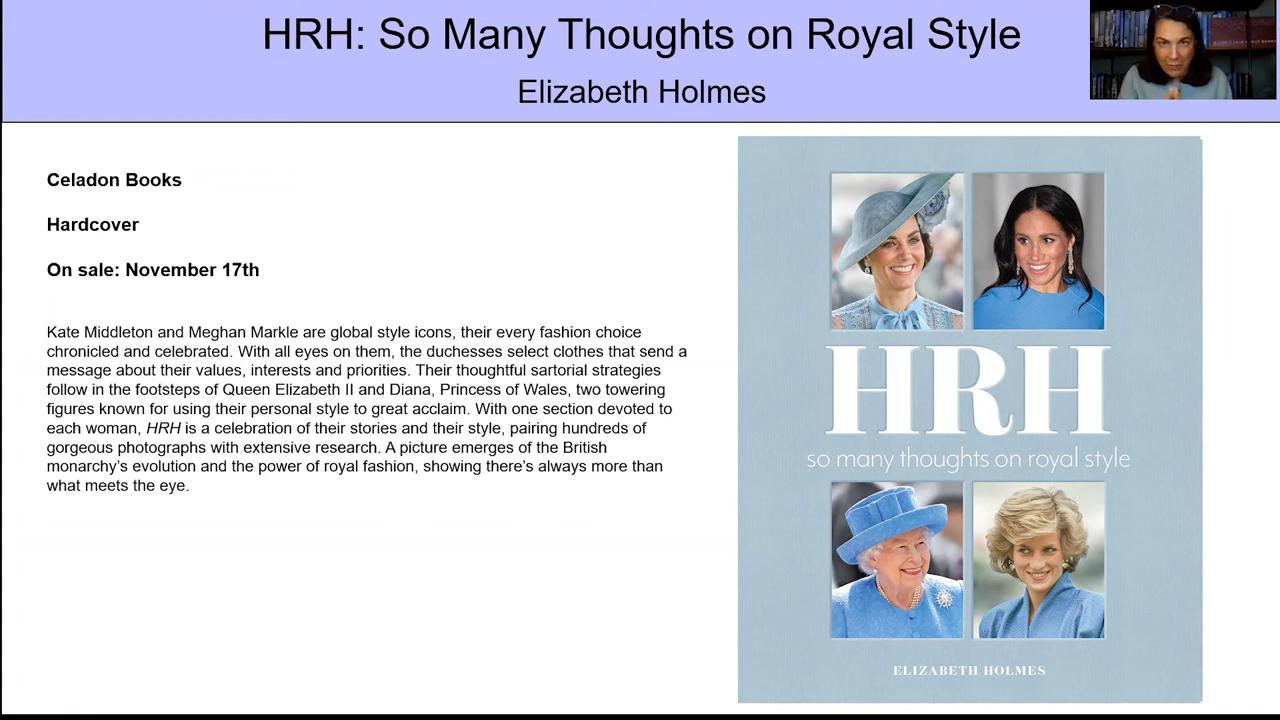 HRH: So Many Thoughts on Royal Style
Elizabeth Holmes
Celadon Books
Hardcover
On sale: November 17th
Kate Middleton and Meghan Markle are global style icons, their every fashion choice
chronicled and celebrated. With all eyes on them, the duchesses select clothes that send a
message about their values, interests and priorities. Their thoughtful sartorial strategies
follow in the footsteps of Queen Elizabeth II and Diana, Princess of Wales, two towering
figures known for using their personal style to great acclaim. With one section devoted to
each woman, HRH is a celebration of their stories and their style, pairing hundreds of
gorgeous photographs with extensive research. A picture emerges of the British
monarchy’s evolution and the power of royal fashion, showing there’s always more than
what meets the eye.
HRH
so many thoughts on royal style
ELIZABETH HOLMES